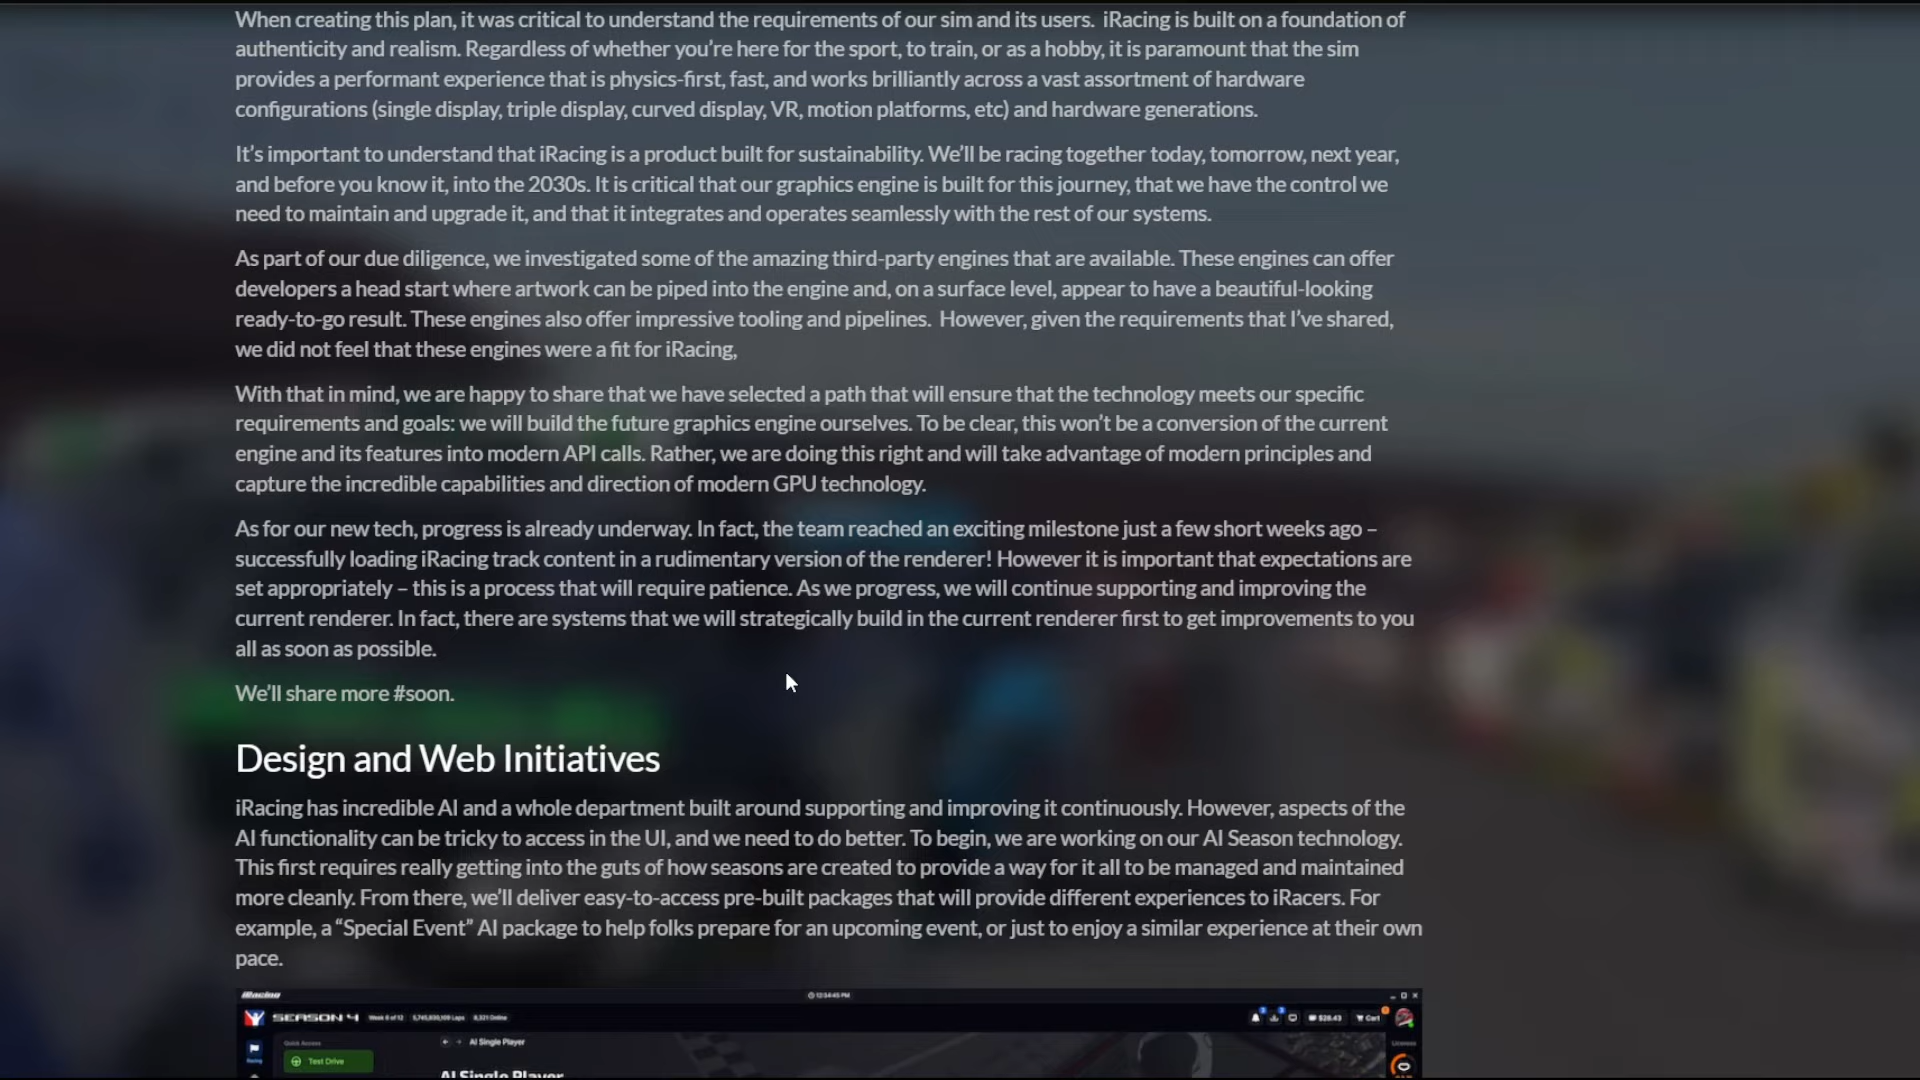 When creating this plan, it was critical to understand the requirements of our sim and its users.  iRacing is built on a foundation of
authenticity and realism. Regardless of whether you’re here for the sport, to train, or as a hobby, it is paramount that the sim
provides a performant experience that is physics-first, fast, and works brilliantly across a vast assortment of hardware
configurations (single display, triple display, curved display, VR, motion platforms, etc) and hardware generations.
It’s important to understand that iRacing is a product built for sustainability. We’ll be racing together today, tomorrow, next year,
and before you know it, into the 2030s. It is critical that our graphics engine is built for this journey, that we have the control we
need to maintain and upgrade it, and that it integrates and operates seamlessly with the rest of our systems.
As part of our due diligence, we investigated some of the amazing third-party engines that are available. These engines can offer
developers a head start where artwork can be piped into the engine and, on a surface level, appear to have a beautiful-looking
ready-to-go result. These engines also offer impressive tooling and pipelines.  However, given the requirements that I’ve shared,
we did not feel that these engines were a fit for iRacing,
With that in mind, we are happy to share that we have selected a path that will ensure that the technology meets our specific
requirements and goals: we will build the future graphics engine ourselves. To be clear, this won’t be a conversion of the current
engine and its features into modern API calls. Rather, we are doing this right and will take advantage of modern principles and
capture the incredible capabilities and direction of modern GPU technology.
As for our new tech, progress is already underway. In fact, the team reached an exciting milestone just a few short weeks ago –
successfully loading iRacing track content in a rudimentary version of the renderer! However it is important that expectations are
set appropriately – this is a process that will require patience. As we progress, we will continue supporting and improving the
current renderer. In fact, there are systems that we will strategically build in the current renderer first to get improvements to you
all as soon as possible.
We’ll share more #soon.
Design and Web Initiatives
iRacing has incredible AI and a whole department built around supporting and improving it continuously. However, aspects of the
AI functionality can be tricky to access in the UI, and we need to do better. To begin, we are working on our AI Season technology.
This first requires really getting into the guts of how seasons are created to provide a way for it all to be managed and maintained
more cleanly. From there, we’ll deliver easy-to-access pre-built packages that will provide different experiences to iRacers. For
example, a “Special Event” AI package to help folks prepare for an upcoming event, or just to enjoy a similar experience at their own
pace.
iRacing 12:34:45 PM
SEASON 4 Week 8 of 12 Laps 8,321 Online $28.43 Cart
Quick Access AI Single Player Licenses
Racing Test Drive
AI Single Player